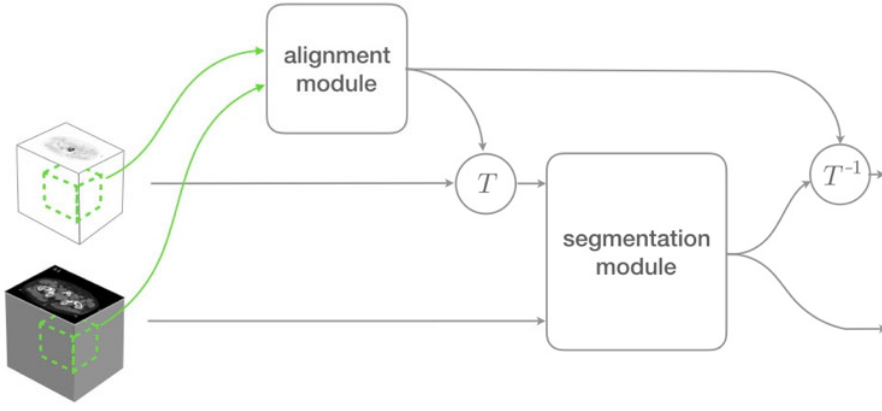 alignment
module
T
T⁻¹
segmentation
module